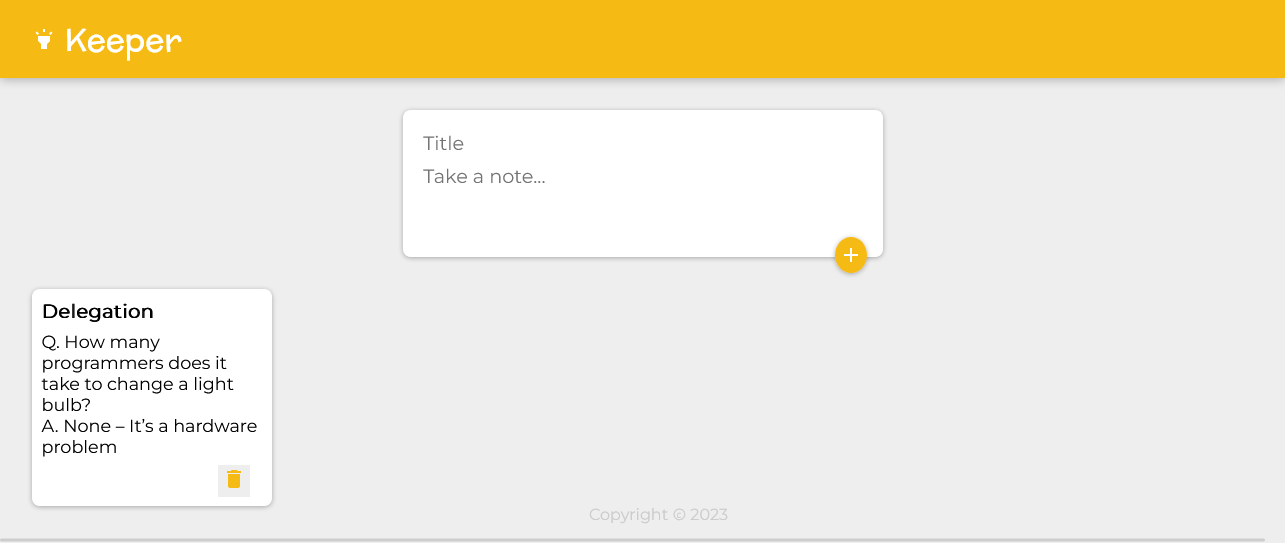 Keeper
Title
Take a note...
Delegation
Q. How many
programmers does it
take to change a light
bulb?
A. None – It’s a hardware
problem
Copyright © 2023